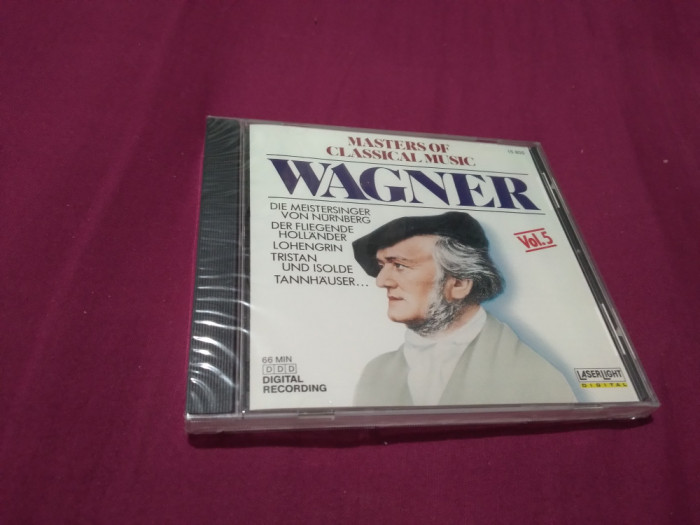 MASTERS OF
CLASSICAL MUSIC
WAGNER
DIE MEISTERSINGER
VON NÜRNBERG
DER FLIEGENDE
HOLLÄNDER
LOHENGRIN
TRISTAN
UND ISOLDE
TANNHÄUSER...
Vol.5
66 MIN
DDD
DIGITAL
RECORDING
LASERLIGHT
DIGITAL